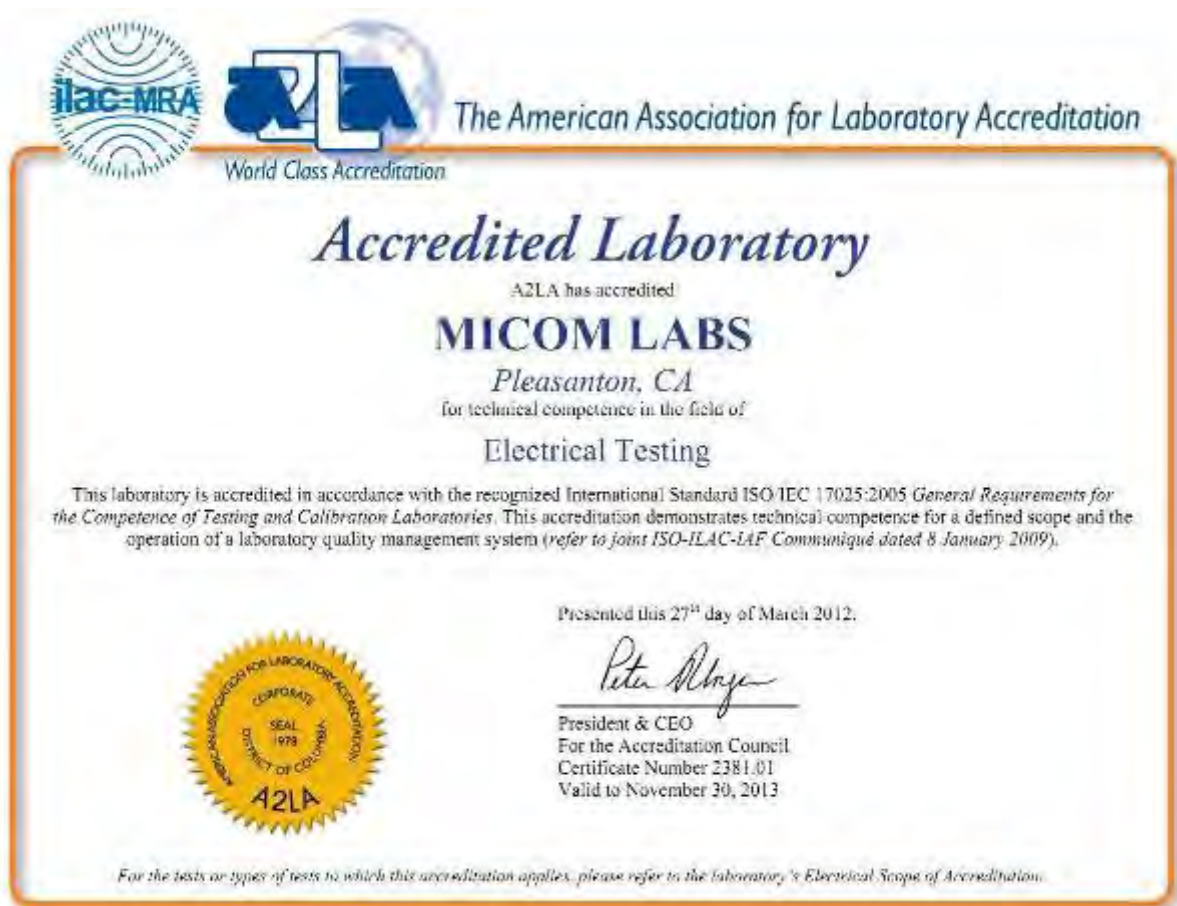 ilac-MRA
A2LA
World Class Accreditation
The American Association for Laboratory Accreditation
Accredited Laboratory
A2LA has accredited
MICOM LABS
Pleasanton, CA
for technical competence in the field of
Electrical Testing
This laboratory is accredited in accordance with the recognized International Standard ISO/IEC 17025:2005 General Requirements for
the Competence of Testing and Calibration Laboratories. This accreditation demonstrates technical competence for a defined scope and the
operation of a laboratory quality management system (refer to joint ISO-ILAC-IAF Communiqué dated 8 January 2009).
Presented this 27th day of March 2012.
President & CEO
For the Accreditation Council
Certificate Number 2381.01
Valid to November 30, 2013
AMERICAN ASSOCIATION FOR LABORATORY ACCREDITATION
CORPORATE
SEAL
1978
DISTRICT OF COLUMBIA
A2LA
For the tests or types of tests to which this accreditation applies, please refer to the laboratory's Electrical Scope of Accreditation.